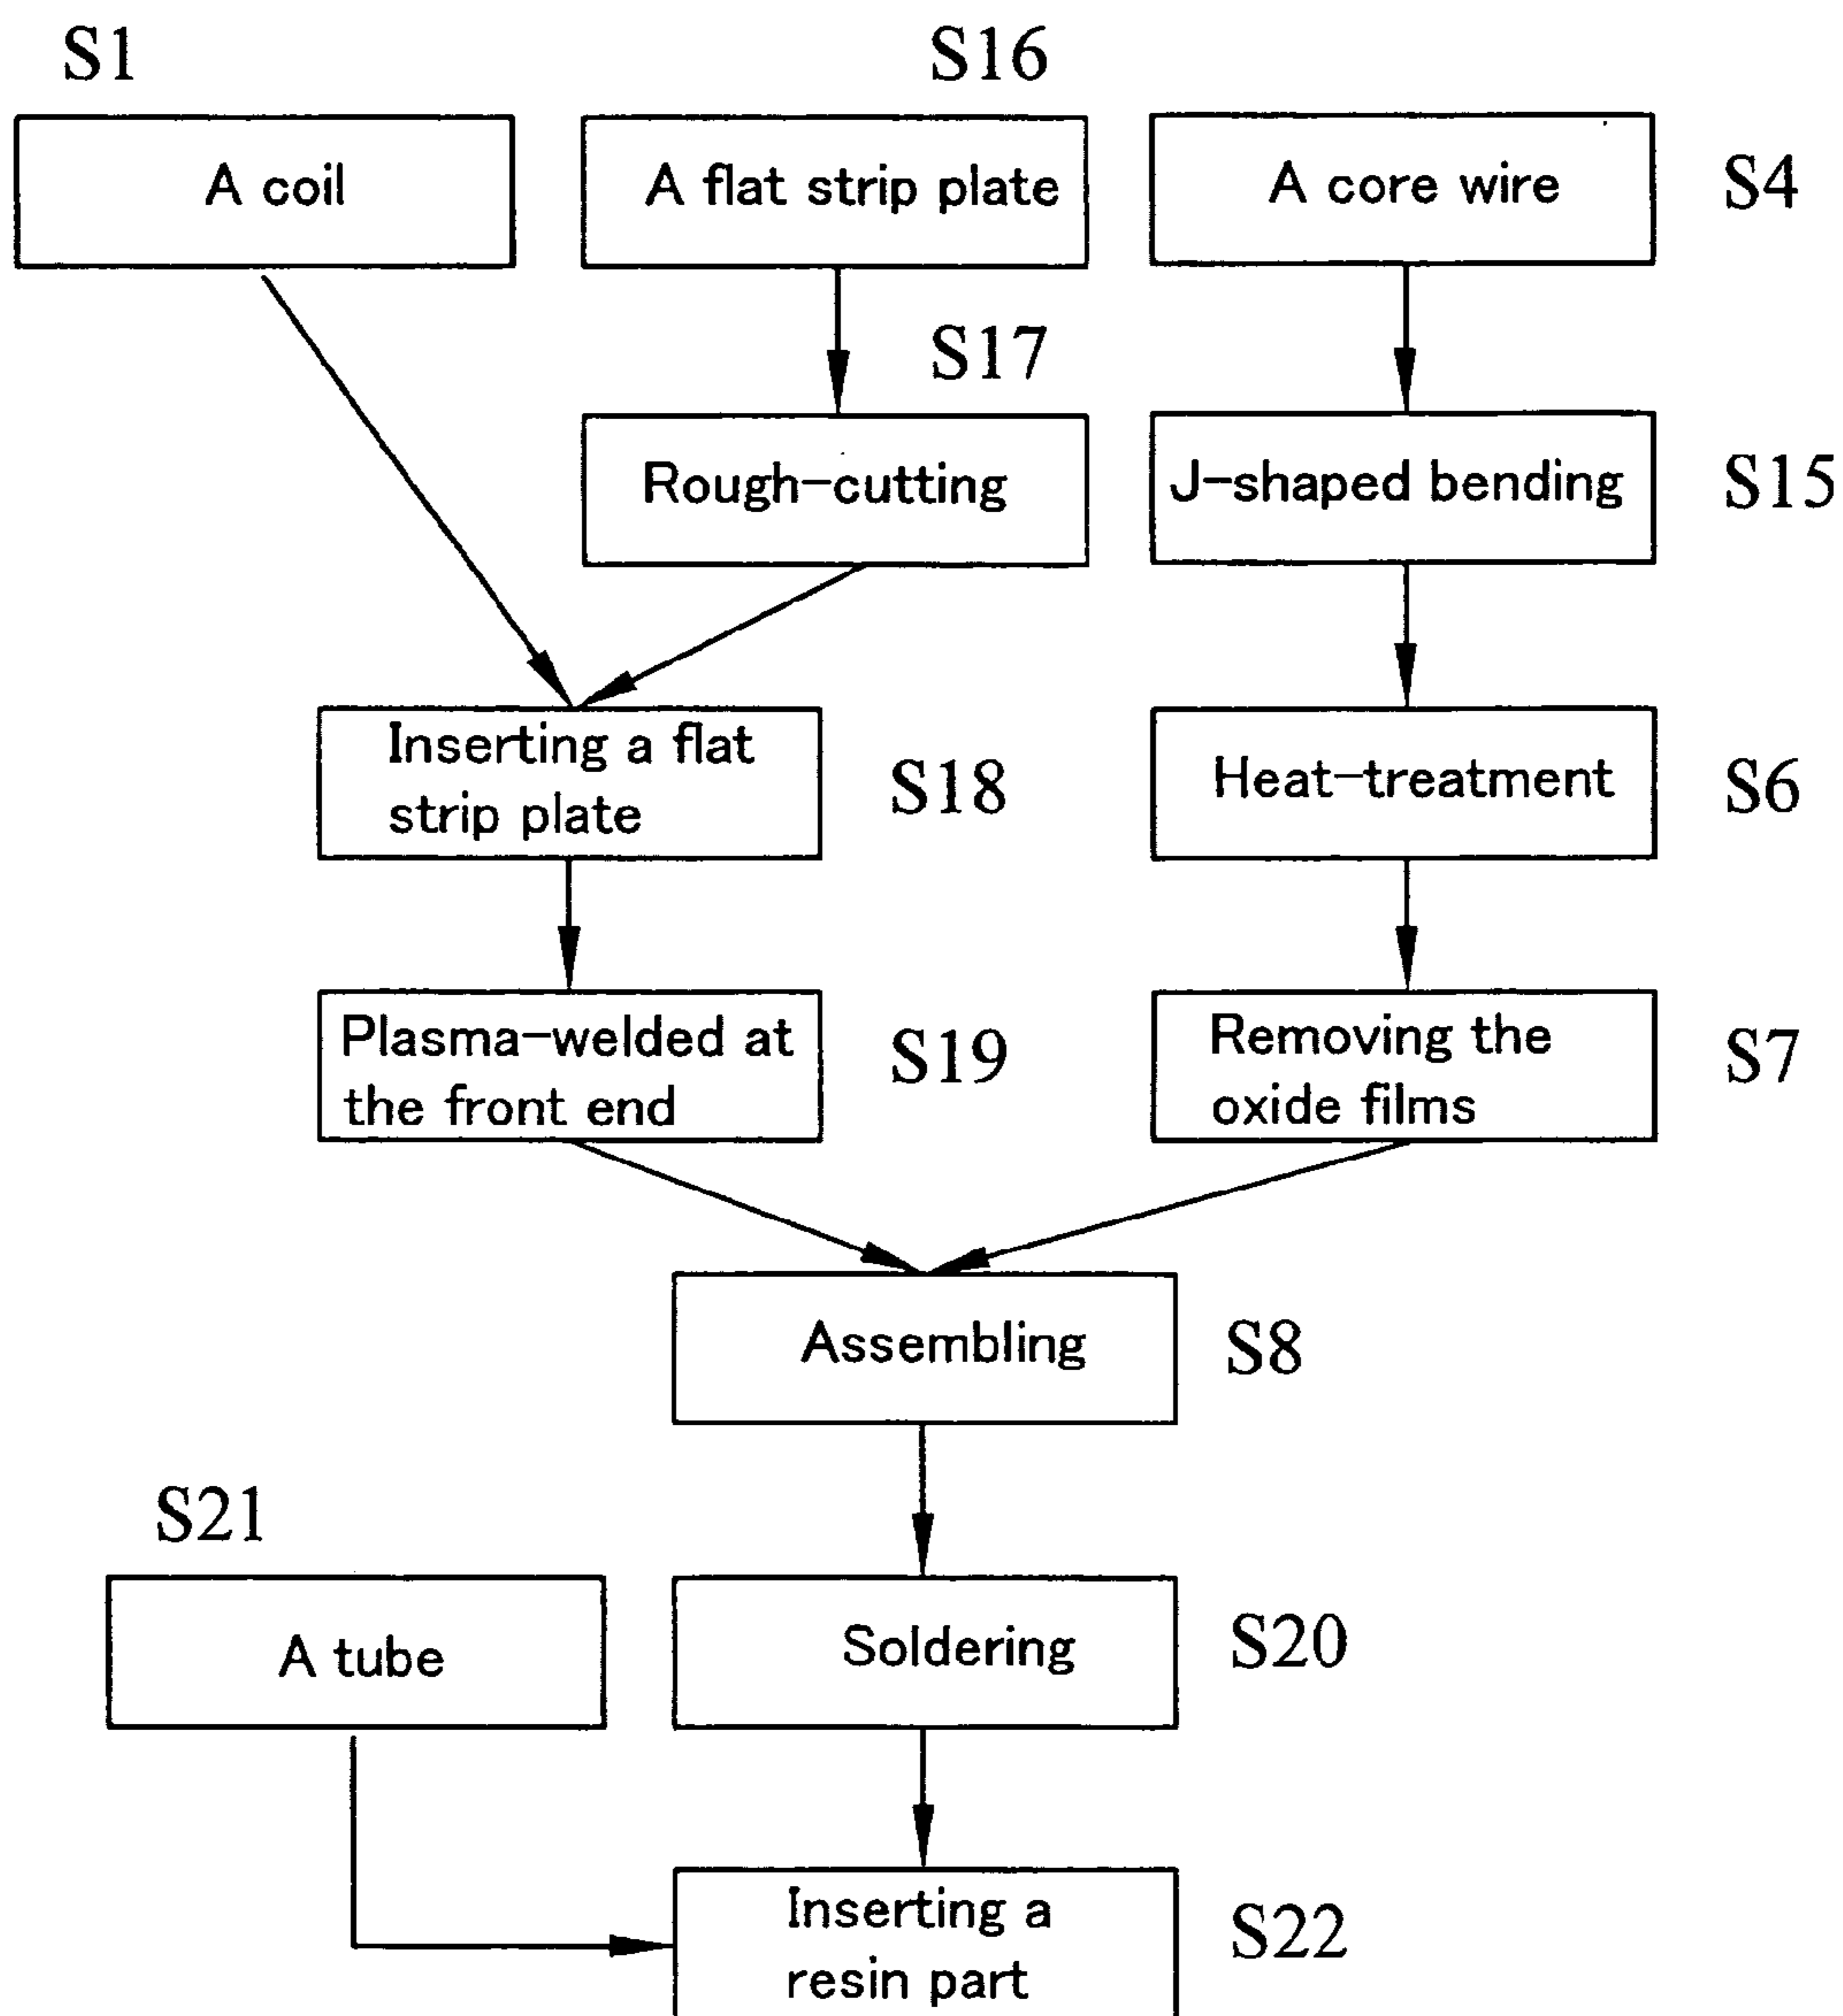 S1
S16
A coil
A flat strip plate
A core wire
S4
S17
Rough-cutting
J-shaped bending
S15
Inserting a flat
strip plate
S18
Heat-treatment
S6
Plasma-welded at
the front end
S19
Removing the
oxide films
S7
Assembling
S8
S21
A tube
Soldering
S20
Inserting a
resin part
S22